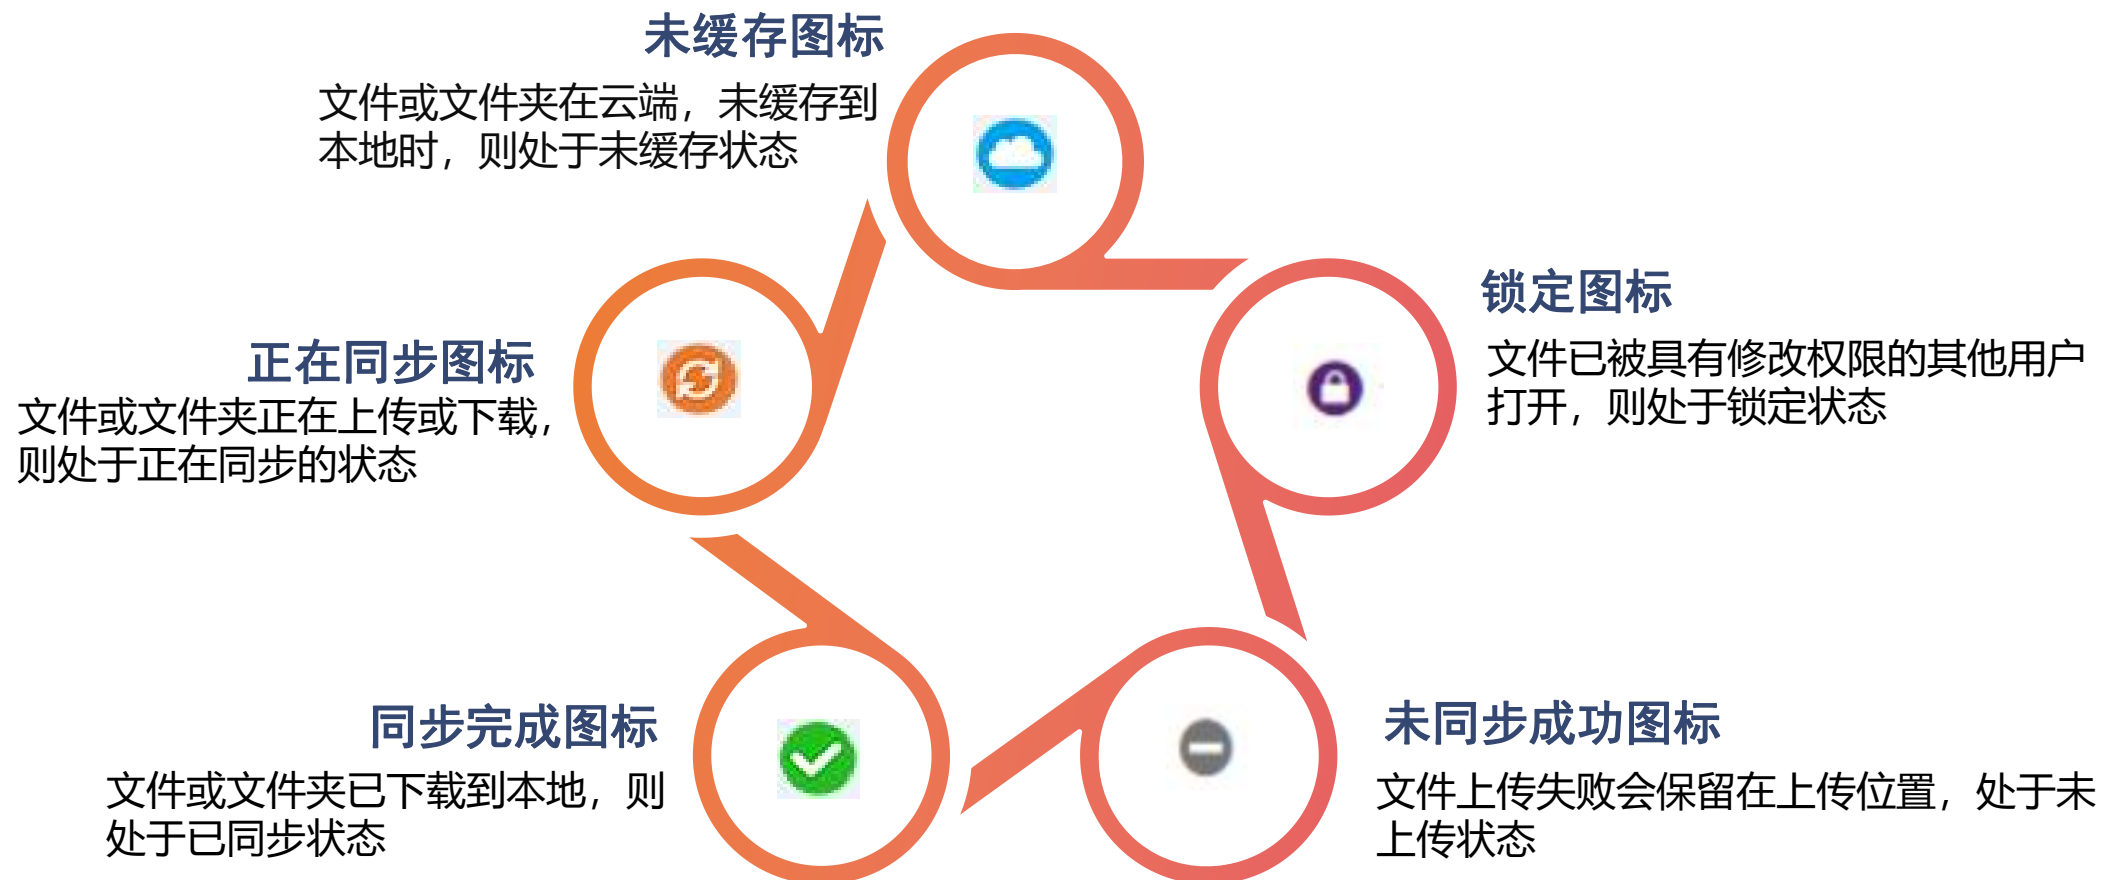 未缓存图标
文件或文件夹在云端，未缓存到
本地时，则处于未缓存状态
锁定图标
文件已被具有修改权限的其他用户
打开，则处于锁定状态
正在同步图标
文件或文件夹正在上传或下载，
则处于正在同步的状态
同步完成图标
文件或文件夹已下载到本地，则
处于已同步状态
未同步成功图标
文件上传失败会保留在上传位置，处于未
上传状态